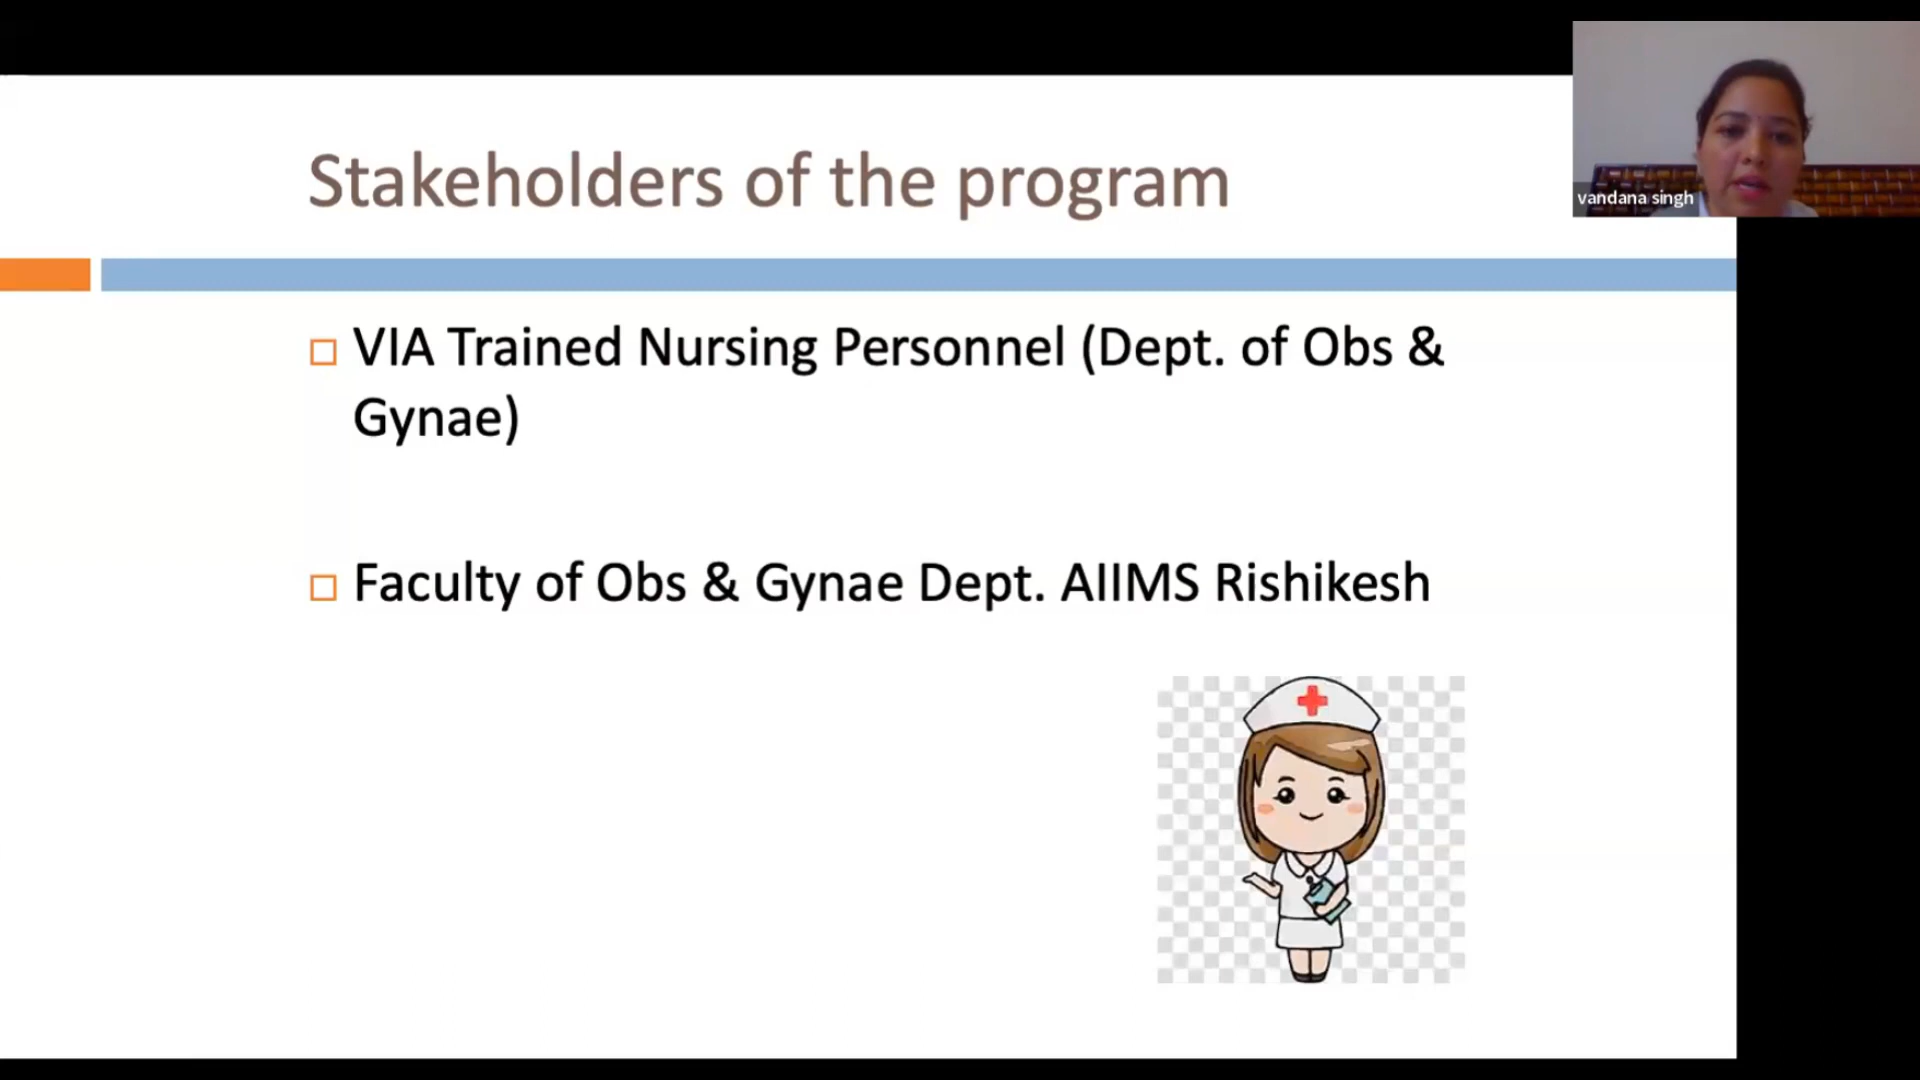 Stakeholders of the program
vandana singh
VIA Trained Nursing Personnel (Dept. of Obs &
Gynae)
Faculty of Obs & Gynae Dept. AIIMS Rishikesh